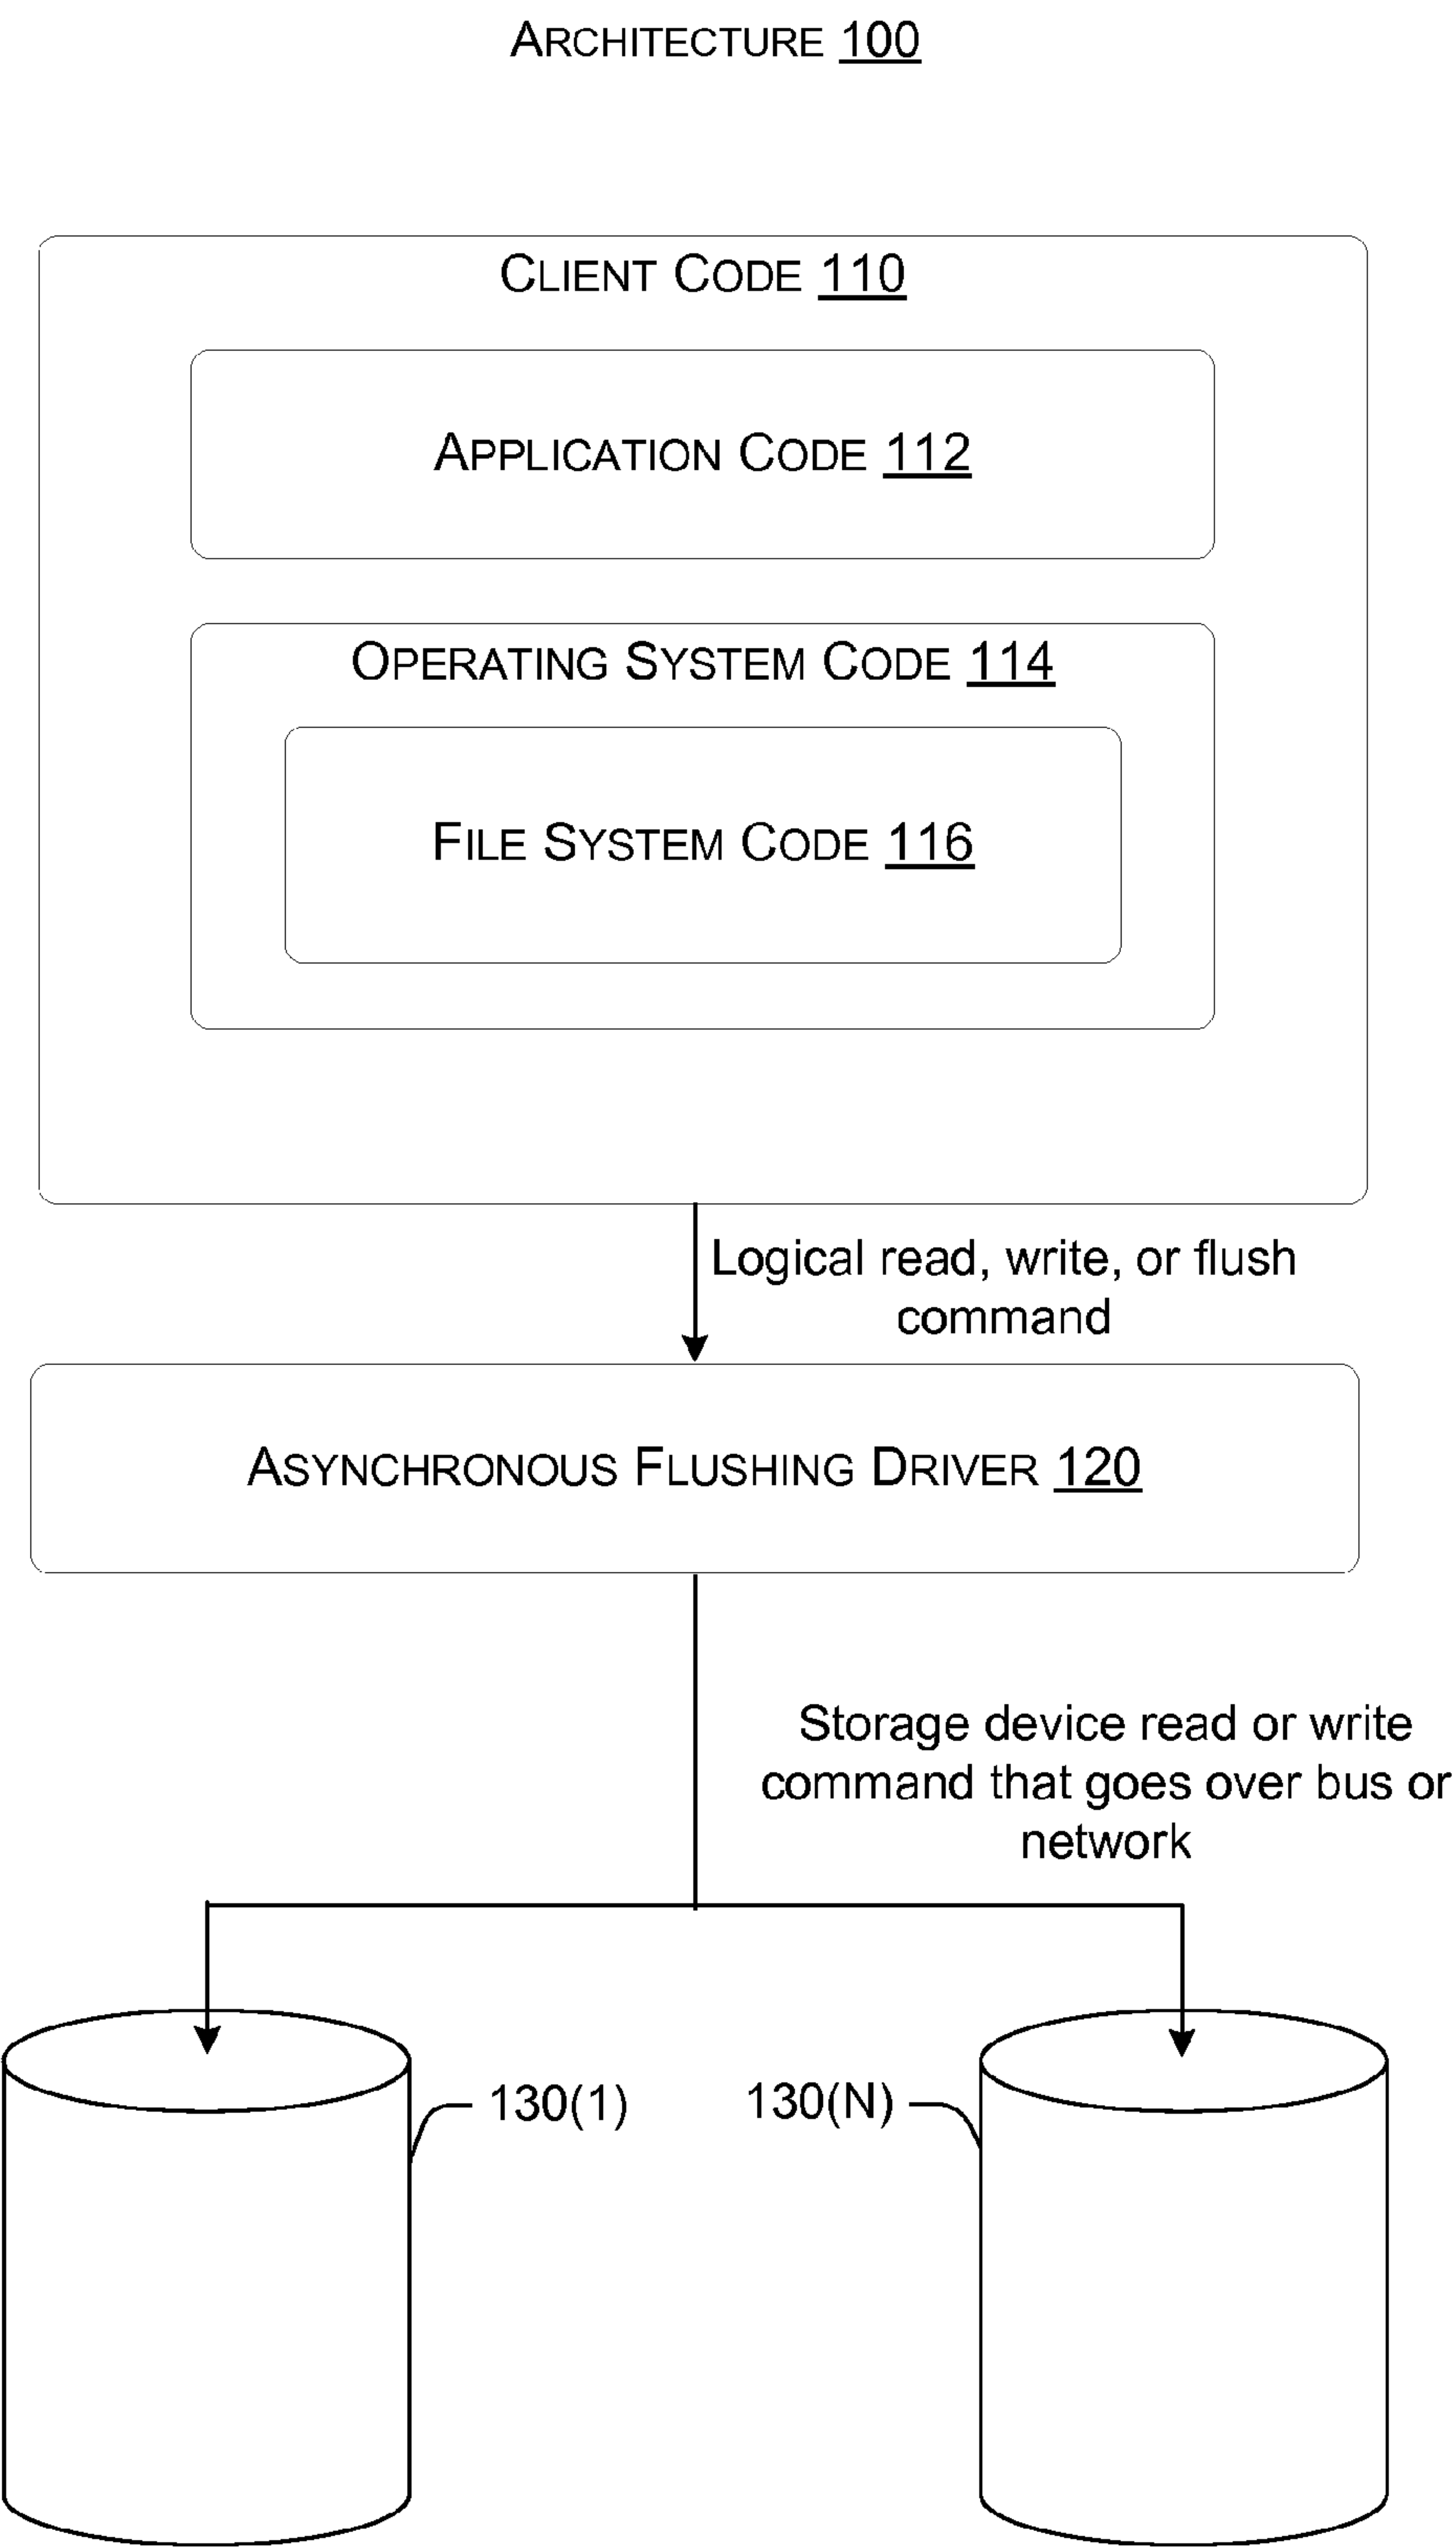 ARCHITECTURE 100
CLIENT CODE 110
APPLICATION CODE 112
OPERATING SYSTEM CODE 114
FILE SYSTEM CODE 116
Logical read, write, or flush
command
ASYNCHRONOUS FLUSHING DRIVER 120
Storage device read or write
command that goes over bus or
network
130(1)
130(N)